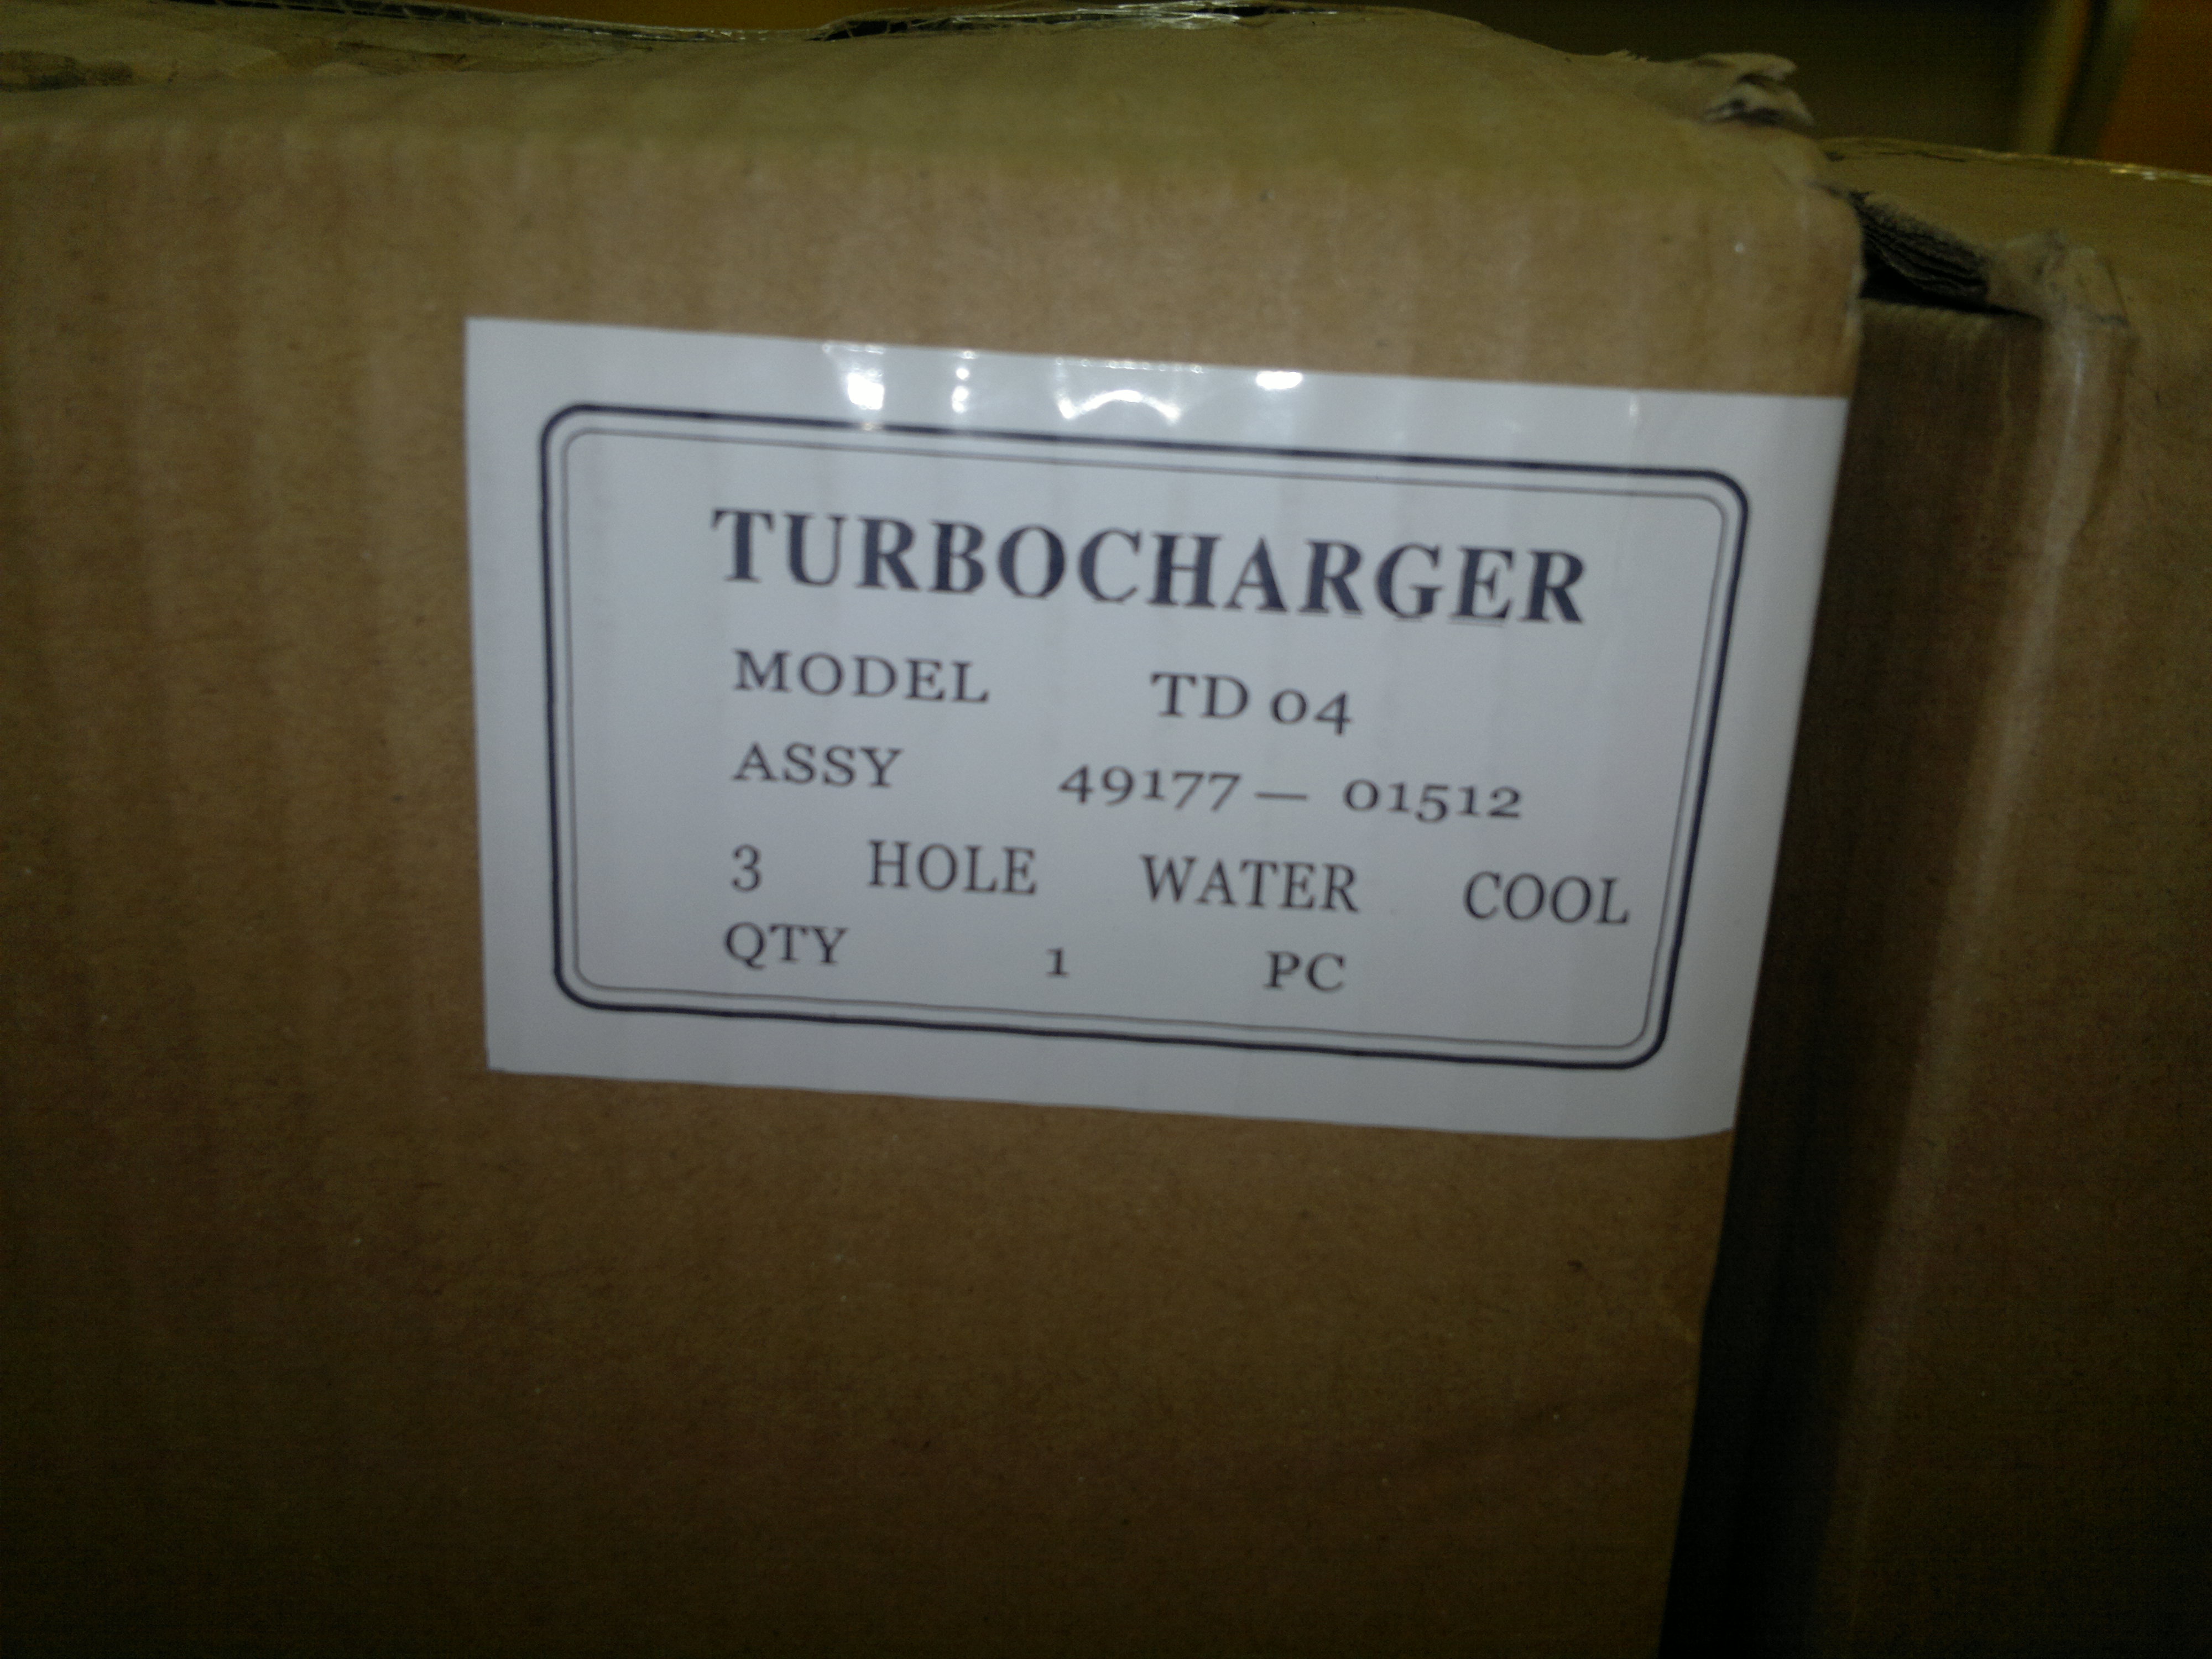 TURBOCHARGER
MODEL TD 04
ASSY 49177 — 01512
3 HOLE WATER COOL
QTY 1 PC